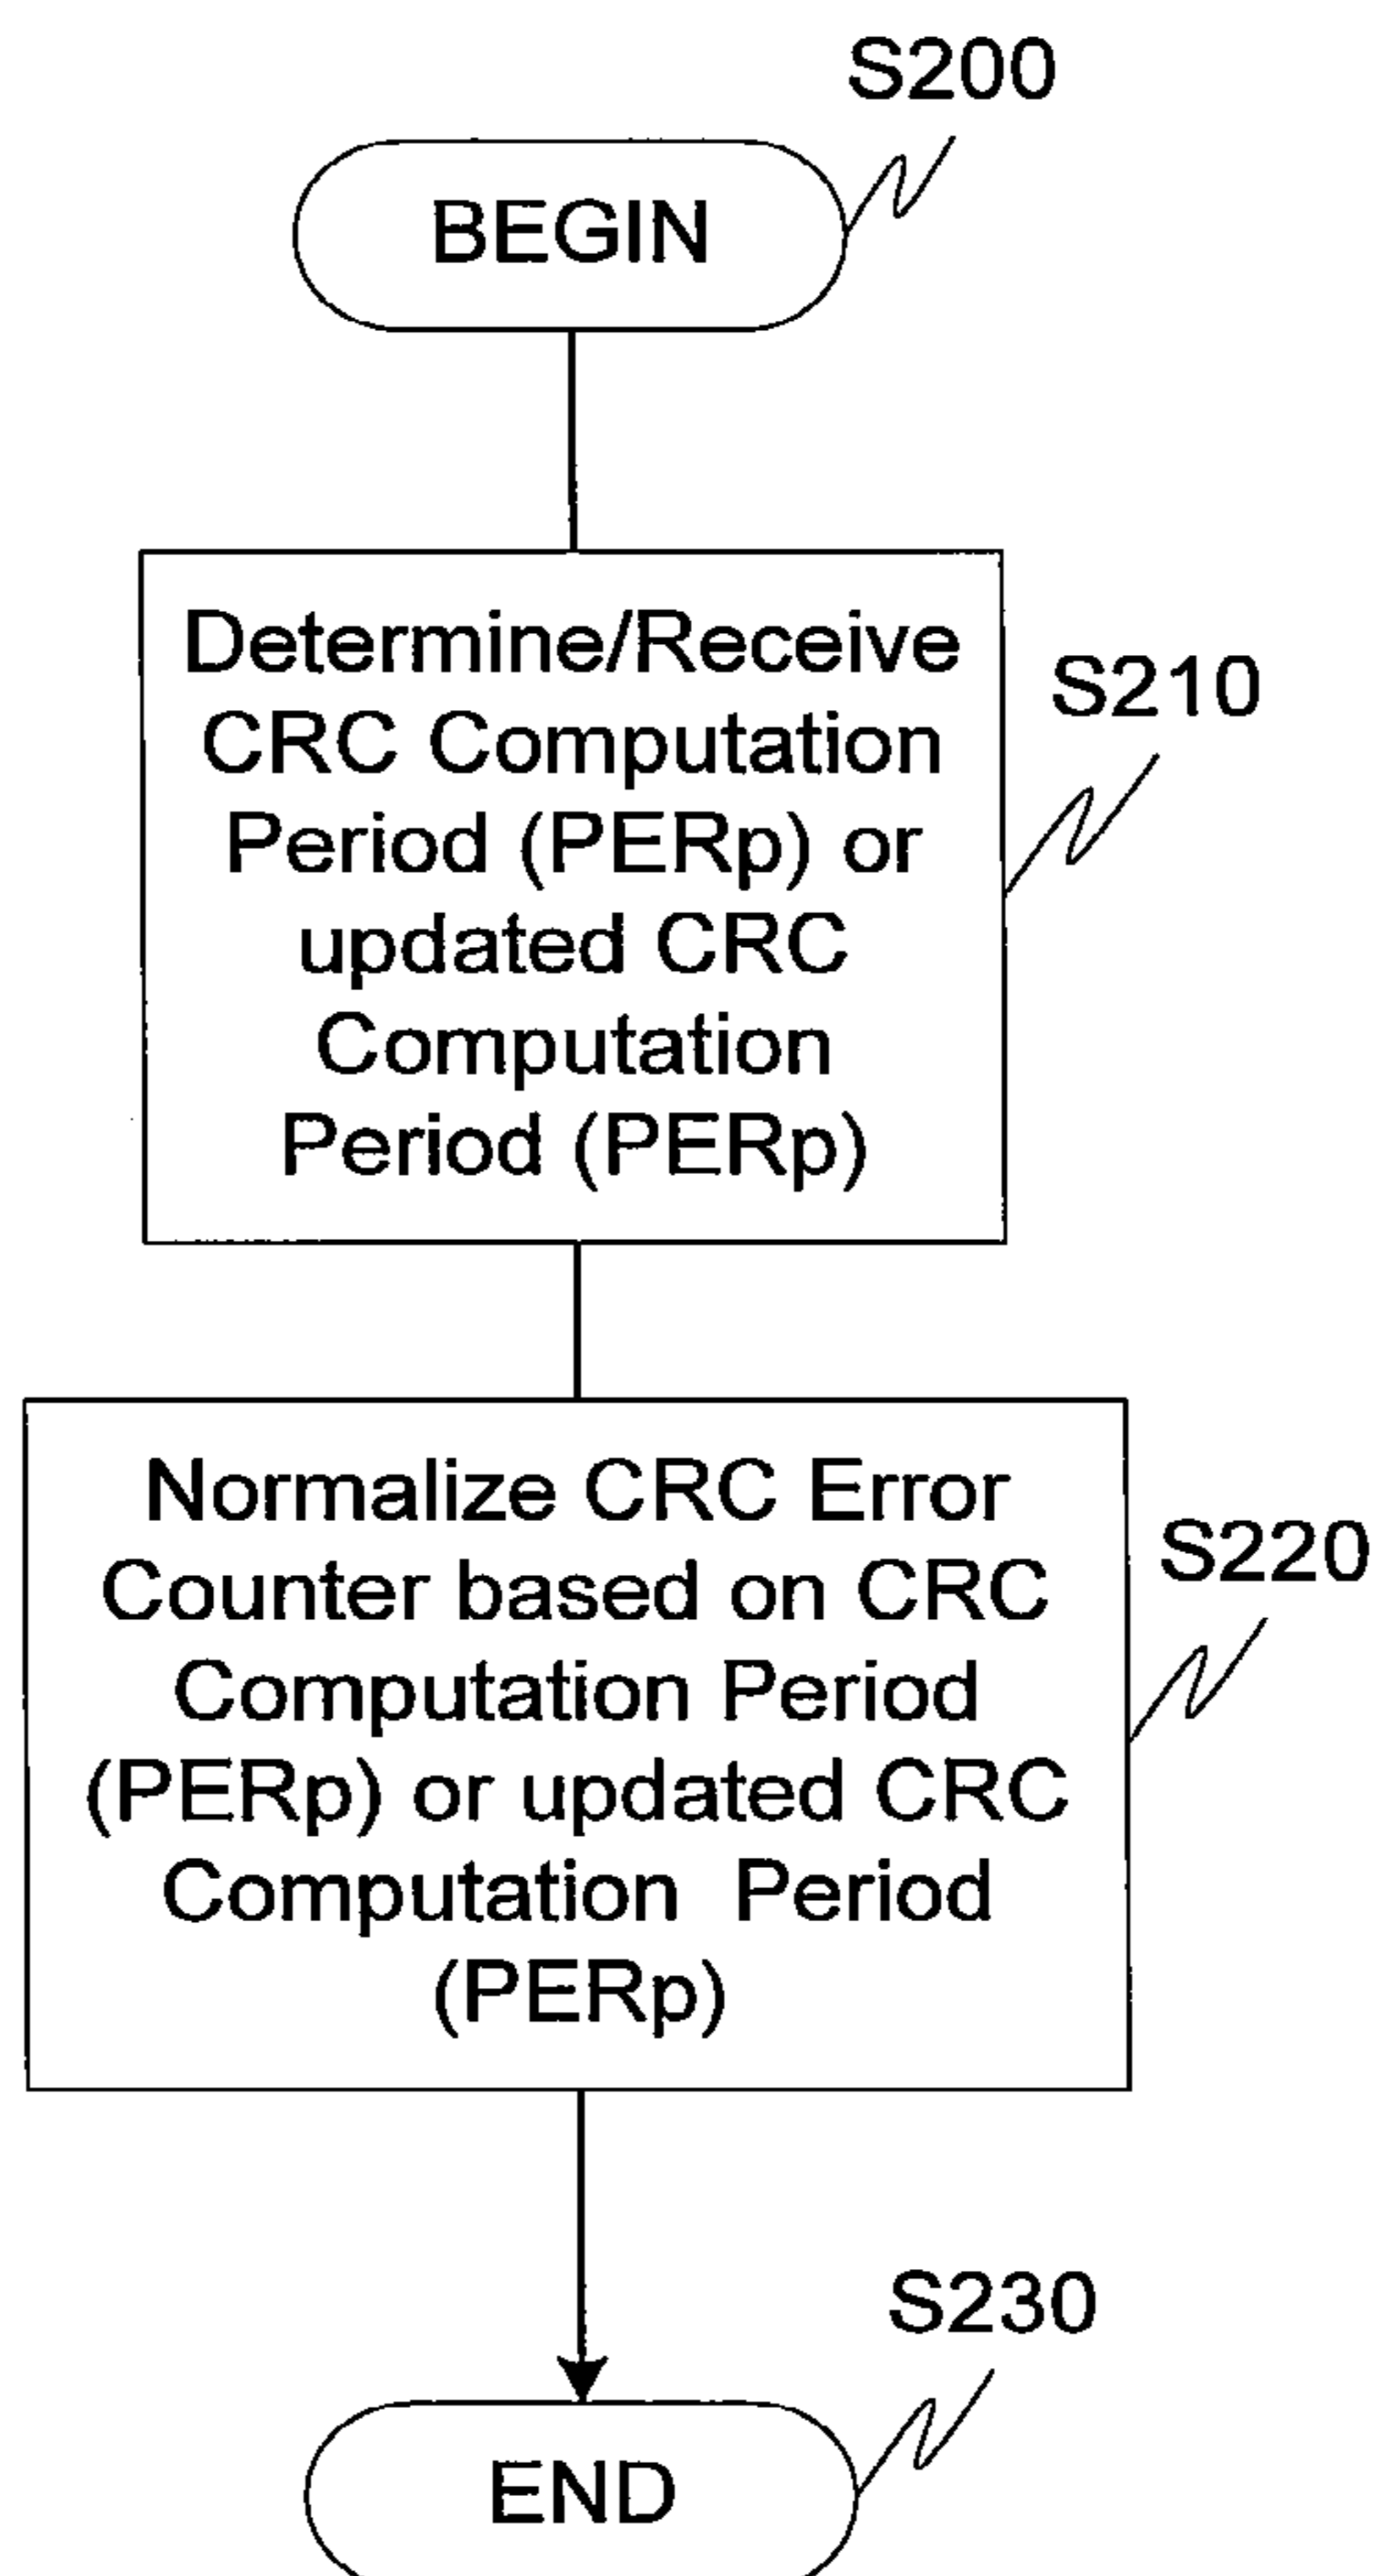 S200
BEGIN
Determine/Receive
CRC Computation
Period (PERp) or
updated CRC
Computation
Period (PERp)
S210
Normalize CRC Error
Counter based on CRC
Computation Period
(PERp) or updated CRC
Computation Period
(PERp)
S220
S230
END